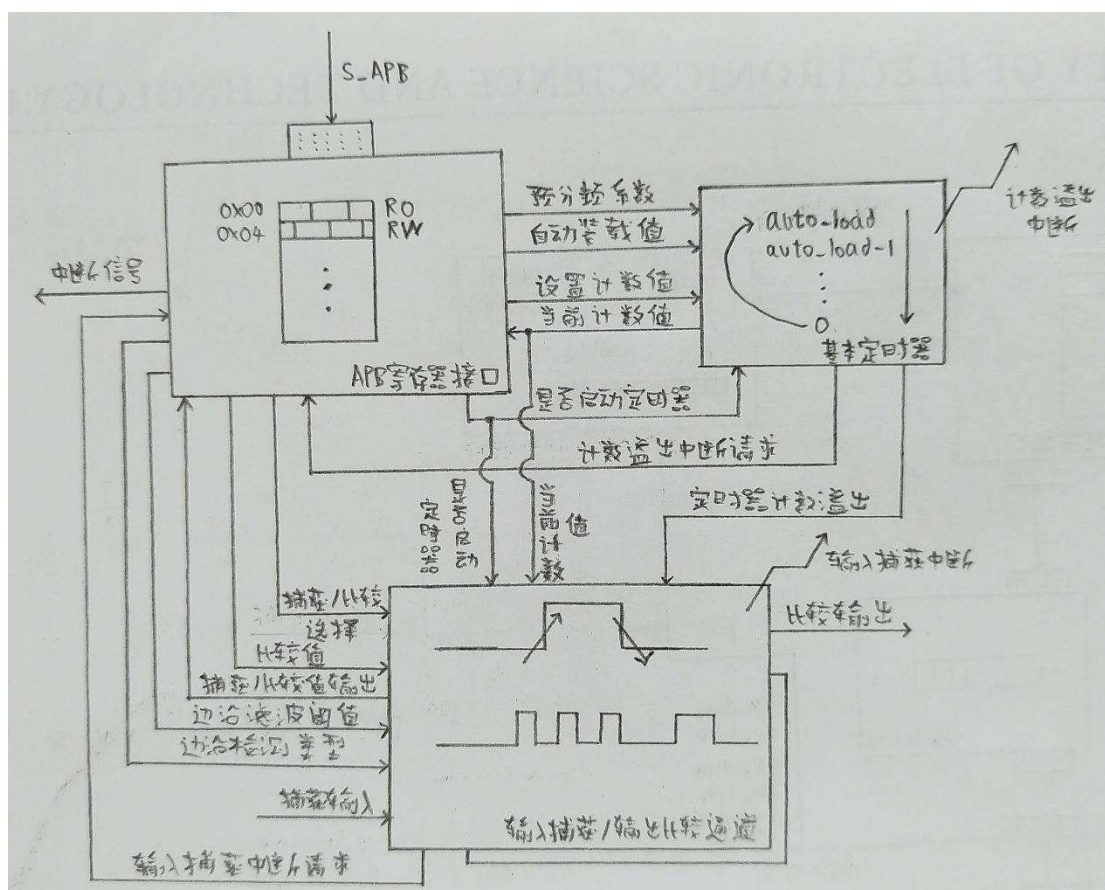 S_APB
0x00
RO
0x04
RW
中断信号
APB寄存器接口
预分频系数
自动装载值
设置计数值
当前计数值
auto_load
auto_load-1
0
基本定时器
计数溢出
中断
是否启动定时器
计数溢出中断请求
定时器计数溢出
是否启动
定时器
当前计数
值
输入捕获中断
比较输出
捕获/比较
选择
比较值
捕获/比较值输出
边沿滤波阈值
边沿检测类型
捕获输入
输入捕获/输出比较通道
输入捕获中断请求